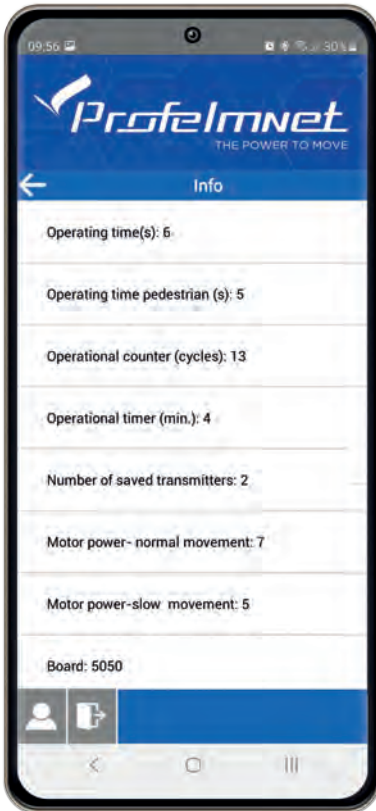 09:56
30%
Profelmnet
THE POWER TO MOVE
Info
Operating time(s): 6
Operating time pedestrian (s): 5
Operational counter (cycles): 13
Operational timer (min.): 4
Number of saved transmitters: 2
Motor power- normal movement: 7
Motor power-slow movement: 5
Board: 5050